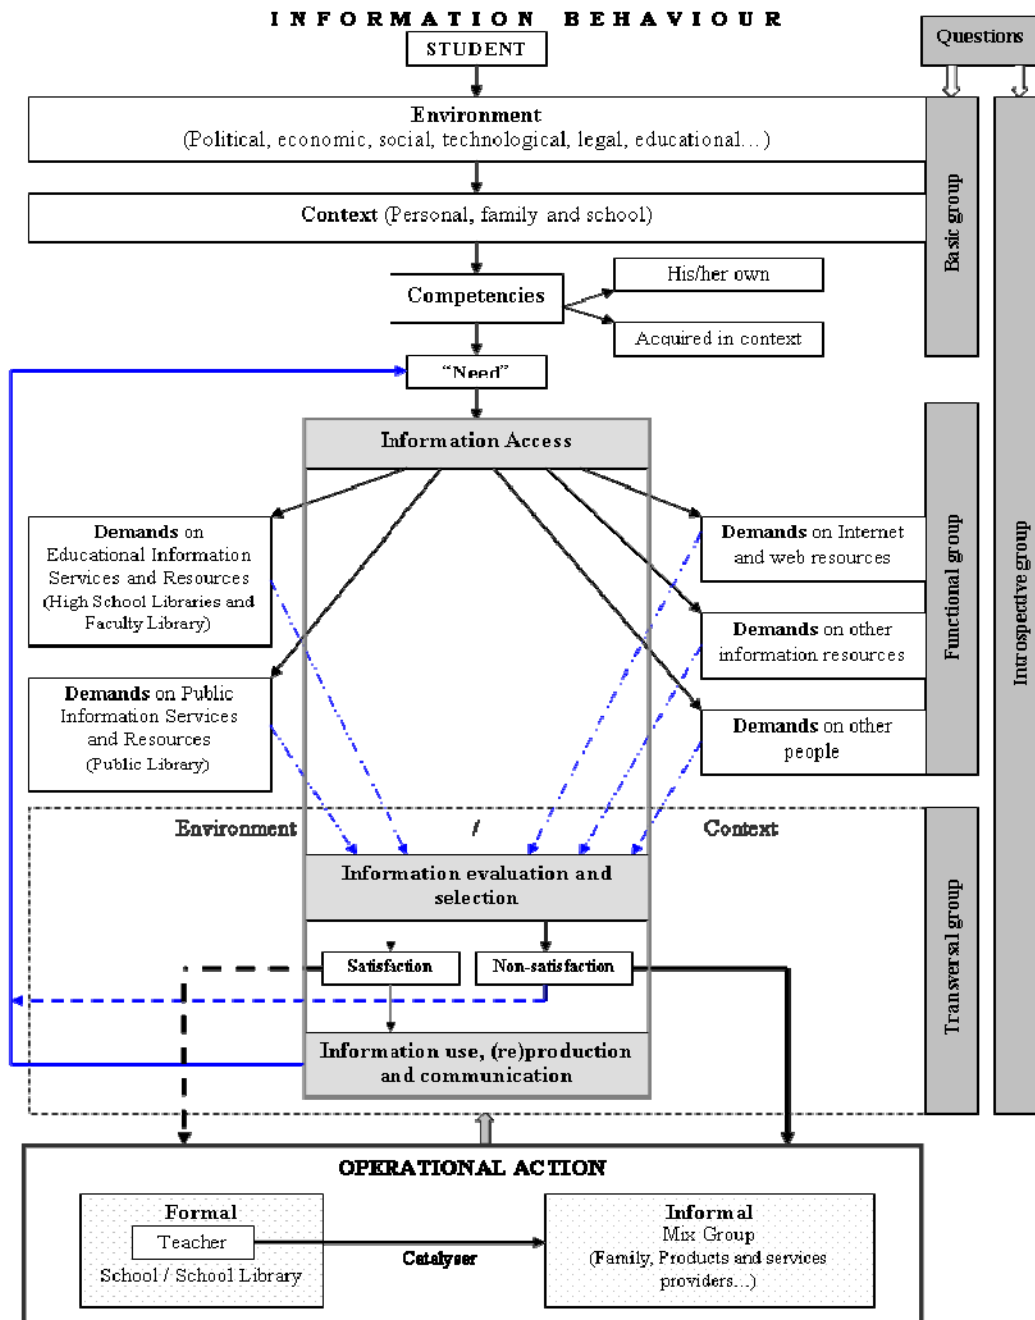 INFORMATION BEHAVIOUR
STUDENT
Questions
Environment
(Political, economic, social, technological, legal, educational...)
Context (Personal, family and school)
Basic group
Competencies
His/her own
Acquired in context
"Need"
Information Access
Demands on
Educational Information
Services and Resources
(High School Libraries and
Faculty Library)
Demands on Public
Information Services
and Resources
(Public Library)
Demands on Internet
and web resources
Demands on other
information resources
Demands on other
people
Functional group
Introspective group
Environment / Context
Information evaluation and
selection
Satisfaction
Non-satisfaction
Information use, (re)production
and communication
Transversal group
OPERATIONAL ACTION
Formal
Teacher
School / School Library
Catalyser
Informal
Mix Group
(Family, Products and services
providers...)